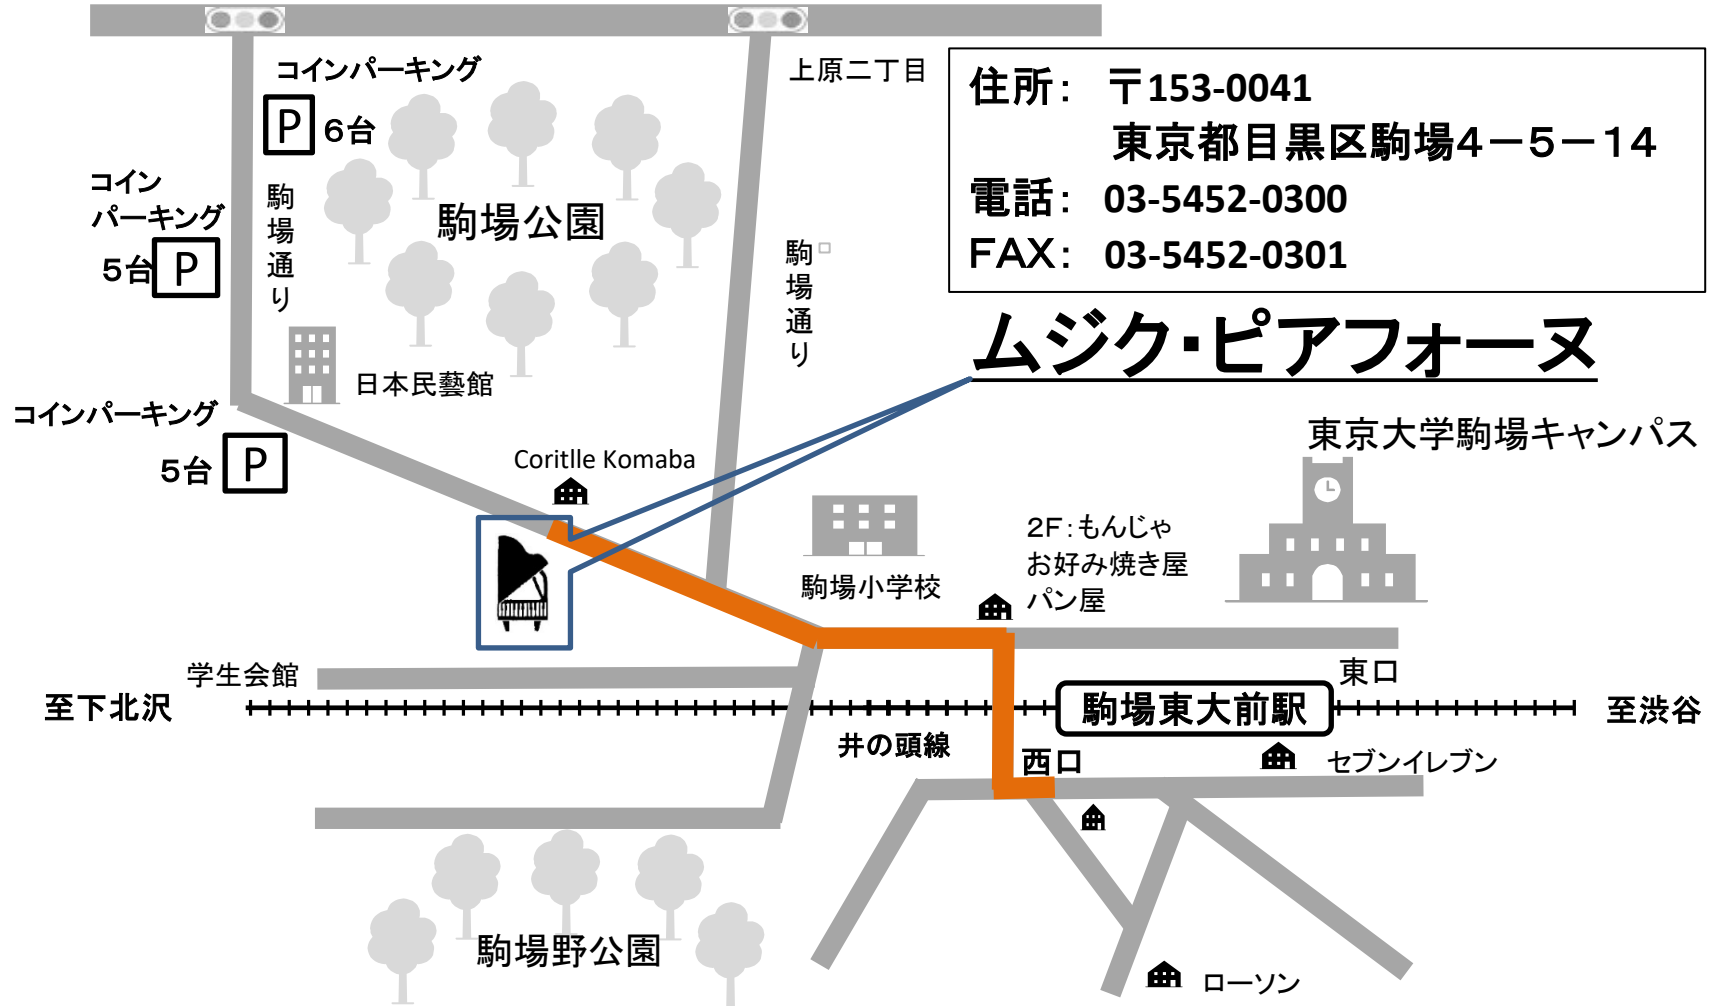 コインパーキング
P 6台
上原二丁目
住所： 〒153-0041
東京都目黒区駒場4－5－14
電話： 03-5452-0300
FAX： 03-5452-0301
コイン
パーキング
5台 P
駒場通り
駒場公園
駒場通り
ムジク・ピアフォーヌ
日本民藝館
コインパーキング
5台 P
Coritlle Komaba
東京大学駒場キャンパス
2F：もんじゃ
お好み焼き屋
パン屋
駒場小学校
学生会館
東口
至下北沢
駒場東大前駅
至渋谷
井の頭線
西口
セブンイレブン
駒場野公園
ローソン